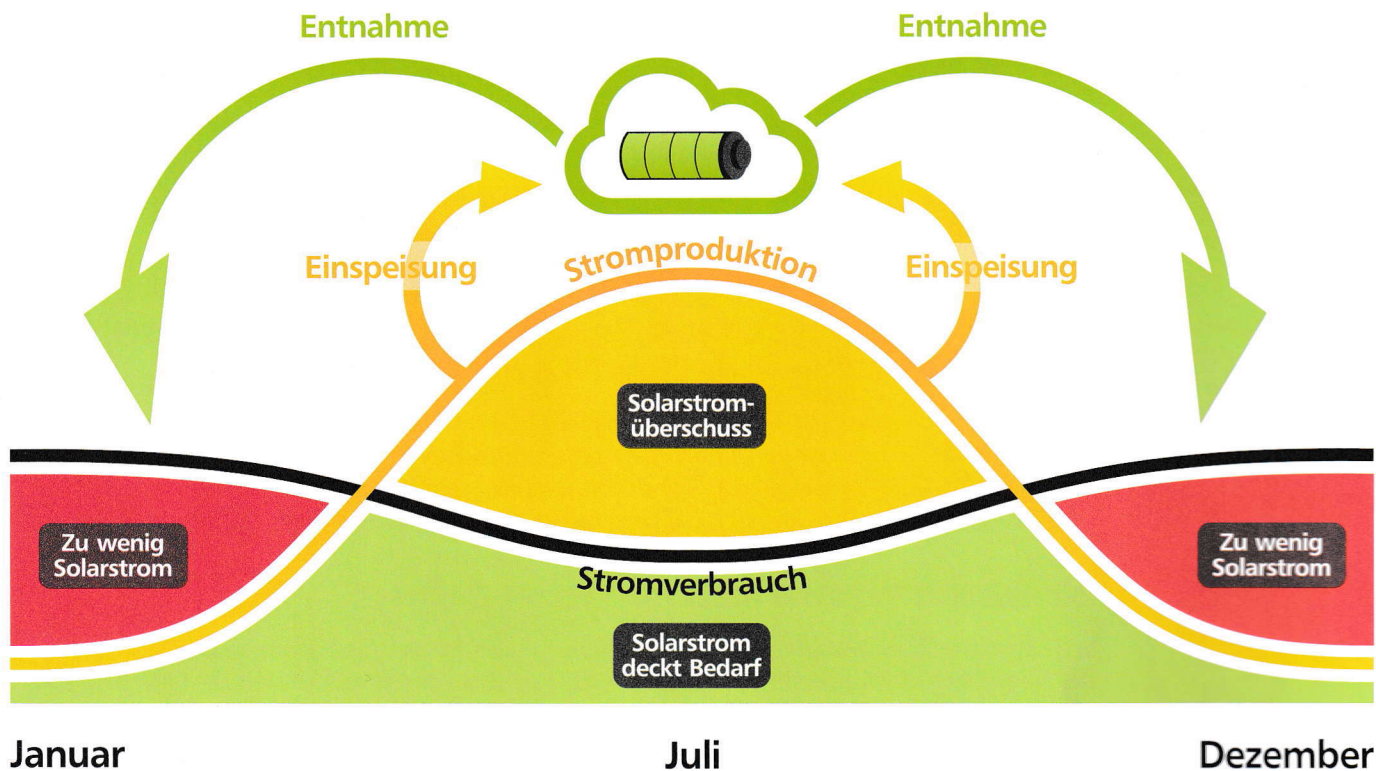 Entnahme
Entnahme
Einspeisung
Stromproduktion
Einspeisung
Solarstrom-
überschuss
Zu wenig
Solarstrom
Zu wenig
Solarstrom
Stromverbrauch
Solarstrom
deckt Bedarf
Januar
Juli
Dezember